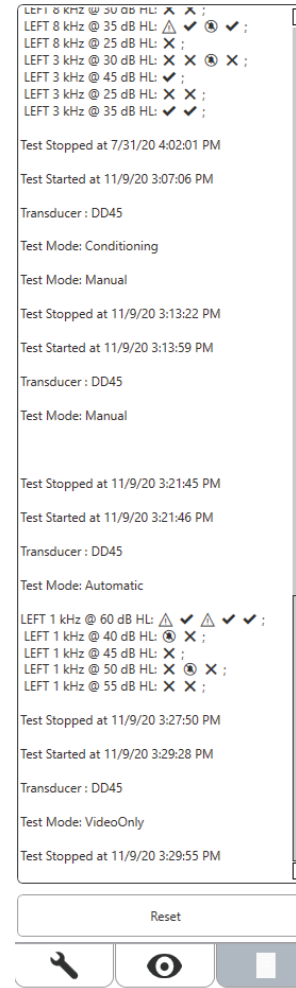 LEFT 8 kHz @ 30 dB HL: ✕ ✕ ;
LEFT 8 kHz @ 35 dB HL: ⚠ ✔ 🔕 ✔ ;
LEFT 8 kHz @ 25 dB HL: ✕ ;
LEFT 3 kHz @ 30 dB HL: ✕ ✕ 🔕 ✕ ;
LEFT 3 kHz @ 45 dB HL: ✔ ;
LEFT 3 kHz @ 25 dB HL: ✕ ✕ ;
LEFT 3 kHz @ 35 dB HL: ✔ ✔ ;
Test Stopped at 7/31/20 4:02:01 PM
Test Started at 11/9/20 3:07:06 PM
Transducer : DD45
Test Mode: Conditioning
Test Mode: Manual
Test Stopped at 11/9/20 3:13:22 PM
Test Started at 11/9/20 3:13:59 PM
Transducer : DD45
Test Mode: Manual
Test Stopped at 11/9/20 3:21:45 PM
Test Started at 11/9/20 3:21:46 PM
Transducer : DD45
Test Mode: Automatic
LEFT 1 kHz @ 60 dB HL: ⚠ ✔ ⚠ ✔ ✔ ;
LEFT 1 kHz @ 40 dB HL: 🔕 ✕ ;
LEFT 1 kHz @ 45 dB HL: ✕ ;
LEFT 1 kHz @ 50 dB HL: ✕ 🔕 ✕ ;
LEFT 1 kHz @ 55 dB HL: ✕ ✕ ;
Test Stopped at 11/9/20 3:27:50 PM
Test Started at 11/9/20 3:29:28 PM
Transducer : DD45
Test Mode: VideoOnly
Test Stopped at 11/9/20 3:29:55 PM
Reset